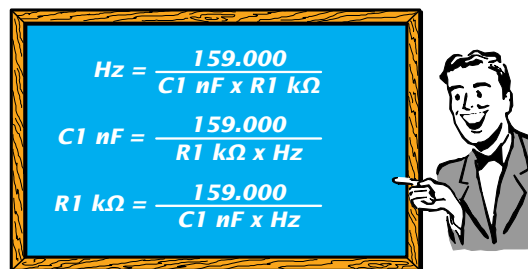 Hz = 159.000 / C1 nF x R1 kΩ
C1 nF = 159.000 / R1 kΩ x Hz
R1 kΩ = 159.000 / C1 nF x Hz